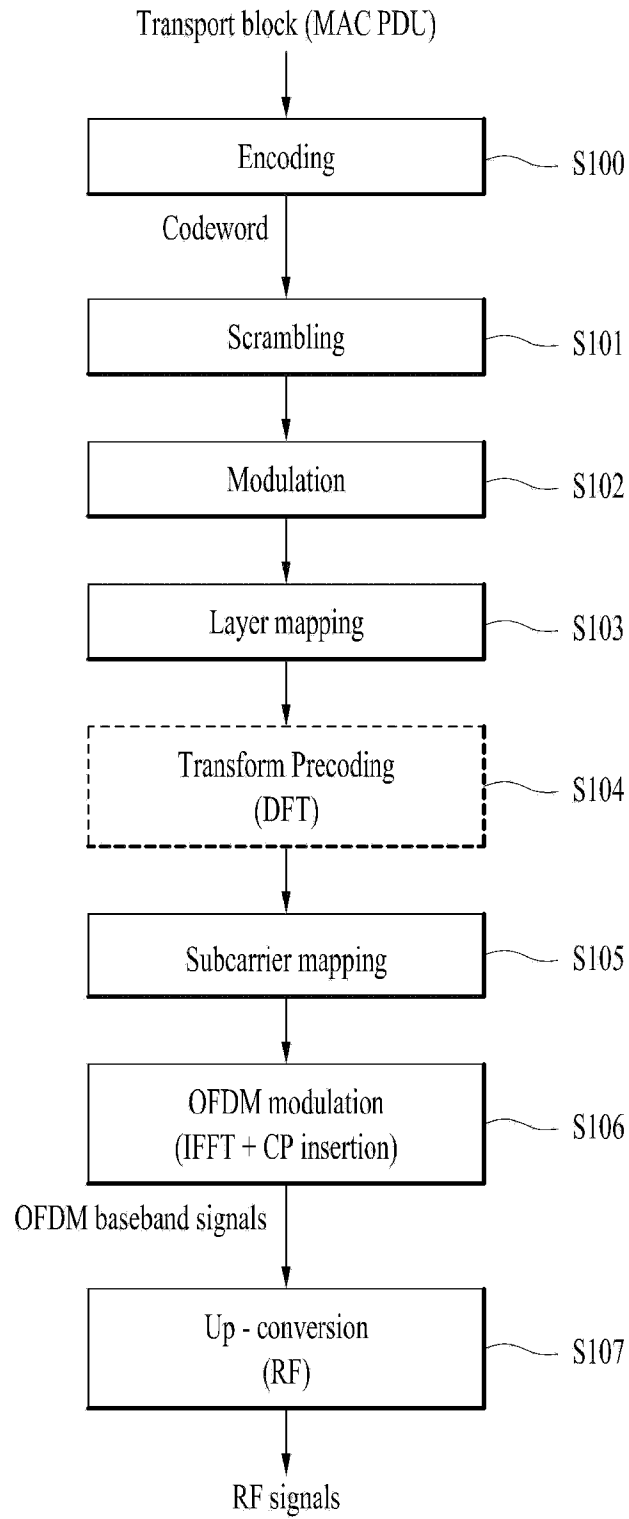 Transport block (MAC PDU)
Encoding
S100
Codeword
Scrambling
S101
Modulation
S102
Layer mapping
S103
Transform Precoding
(DFT)
S104
Subcarrier mapping
S105
OFDM modulation
(IFFT + CP insertion)
S106
OFDM baseband signals
Up - conversion
(RF)
S107
RF signals